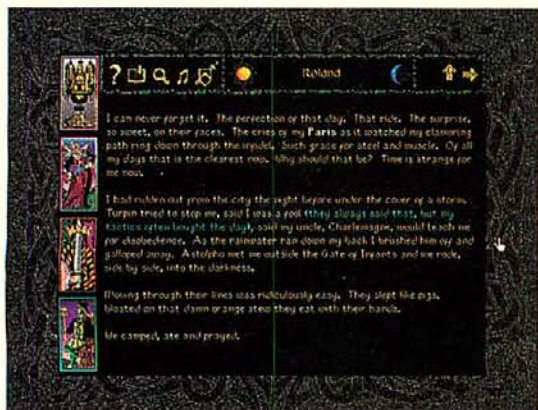 ?
Roland
I can never forget it. The perfection of that day. That ride. The surprise,
so sweet, on their faces. The cries of my Paris as it watched my clamoring
path ring down through the infidel. Such grace for steel and muscle. Of all
my days that is the clearest now. Why should that be? Time is strange for
me now.
I had ridden out from the city the night before under the cover of a storm.
Turpin tried to stop me, said I was a fool (they always said that, but my
tactics often bought the day), said my uncle, Charlemagne, would teach me
for disobedience. As the rainwater ran down my back I brushed him off and
galloped away. Astolpho met me outside the Gate of Infants and we rode,
side by side, into the darkness.
Moving through their lines was ridiculously easy. They slept like pigs,
bloated on that damn orange stew they eat with their hands.
We camped, ate and prayed.